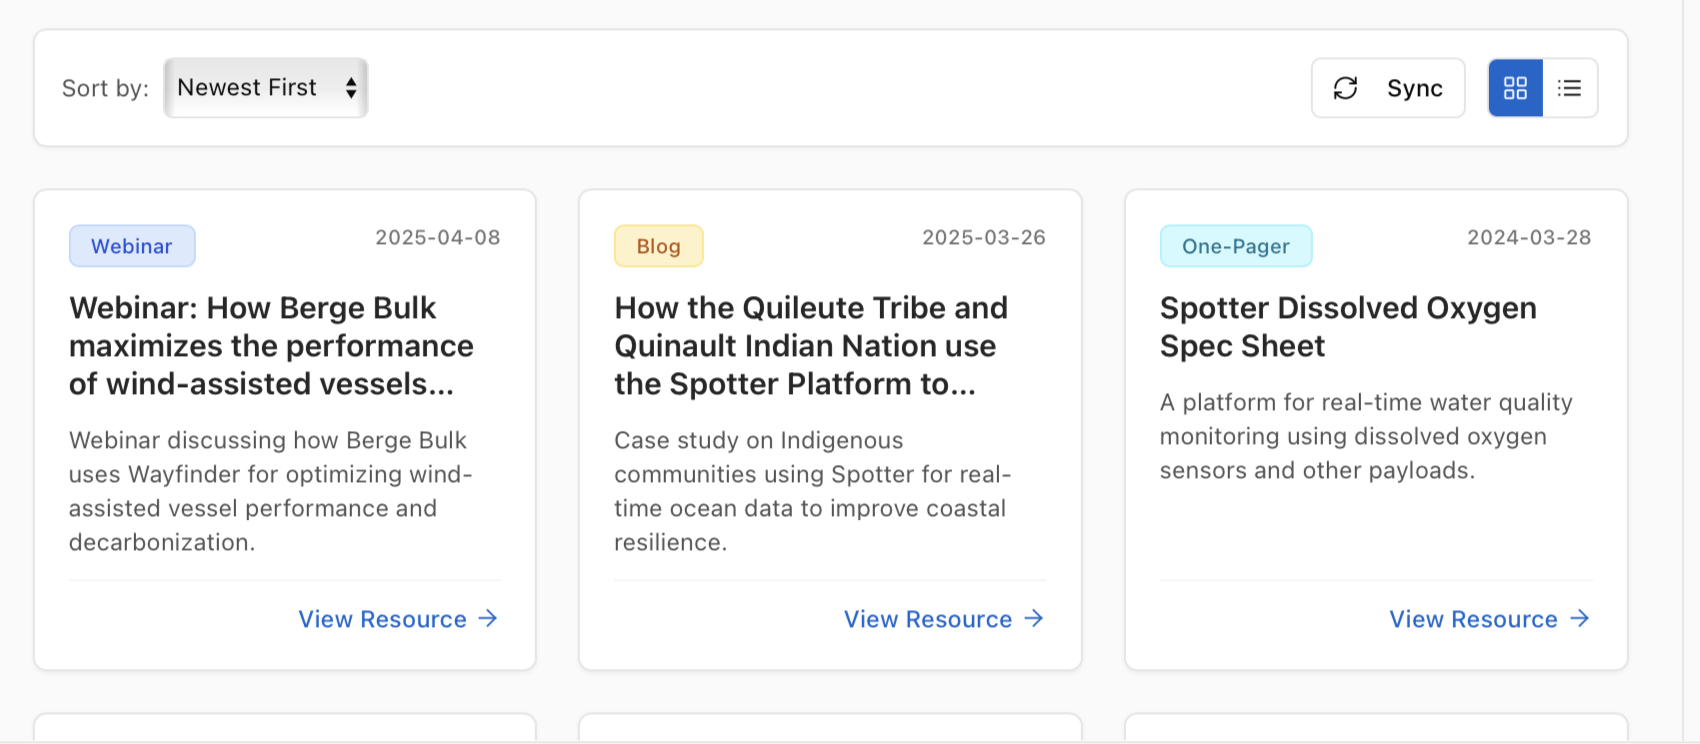 Sort by:
Newest First
Sync
Webinar
2025-04-08
Webinar: How Berge Bulk
maximizes the performance
of wind-assisted vessels...
Webinar discussing how Berge Bulk
uses Wayfinder for optimizing wind-
assisted vessel performance and
decarbonization.
View Resource →
Blog
2025-03-26
How the Quileute Tribe and
Quinault Indian Nation use
the Spotter Platform to...
Case study on Indigenous
communities using Spotter for real-
time ocean data to improve coastal
resilience.
View Resource →
One-Pager
2024-03-28
Spotter Dissolved Oxygen
Spec Sheet
A platform for real-time water quality
monitoring using dissolved oxygen
sensors and other payloads.
View Resource →